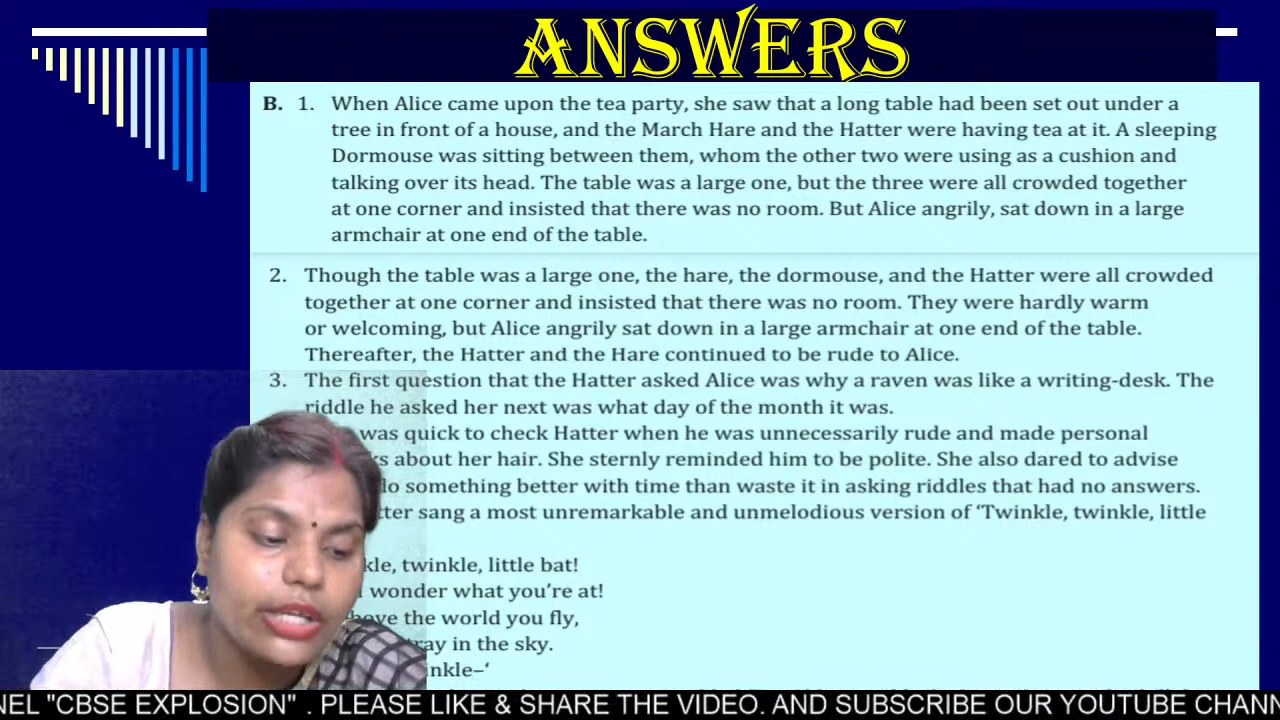 ANSWERS
B. 1. When Alice came upon the tea party, she saw that a long table had been set out under a
tree in front of a house, and the March Hare and the Hatter were having tea at it. A sleeping
Dormouse was sitting between them, whom the other two were using as a cushion and
talking over its head. The table was a large one, but the three were all crowded together
at one corner and insisted that there was no room. But Alice angrily, sat down in a large
armchair at one end of the table.
2. Though the table was a large one, the hare, the dormouse, and the Hatter were all crowded
together at one corner and insisted that there was no room. They were hardly warm
or welcoming, but Alice angrily sat down in a large armchair at one end of the table.
Thereafter, the Hatter and the Hare continued to be rude to Alice.
3. The first question that the Hatter asked Alice was why a raven was like a writing-desk. The
riddle he asked her next was what day of the month it was.
was quick to check Hatter when he was unnecessarily rude and made personal
about her hair. She sternly reminded him to be polite. She also dared to advise
do something better with time than waste it in asking riddles that had no answers.
sang a most unremarkable and unmelodious version of ‘Twinkle, twinkle, little
twinkle, little bat!
wonder what you're at!
the world you fly,
in the sky.
NEL "CBSE EXPLOSION" . PLEASE LIKE & SHARE THE VIDEO. AND SUBSCRIBE OUR YOUTUBE CHANN